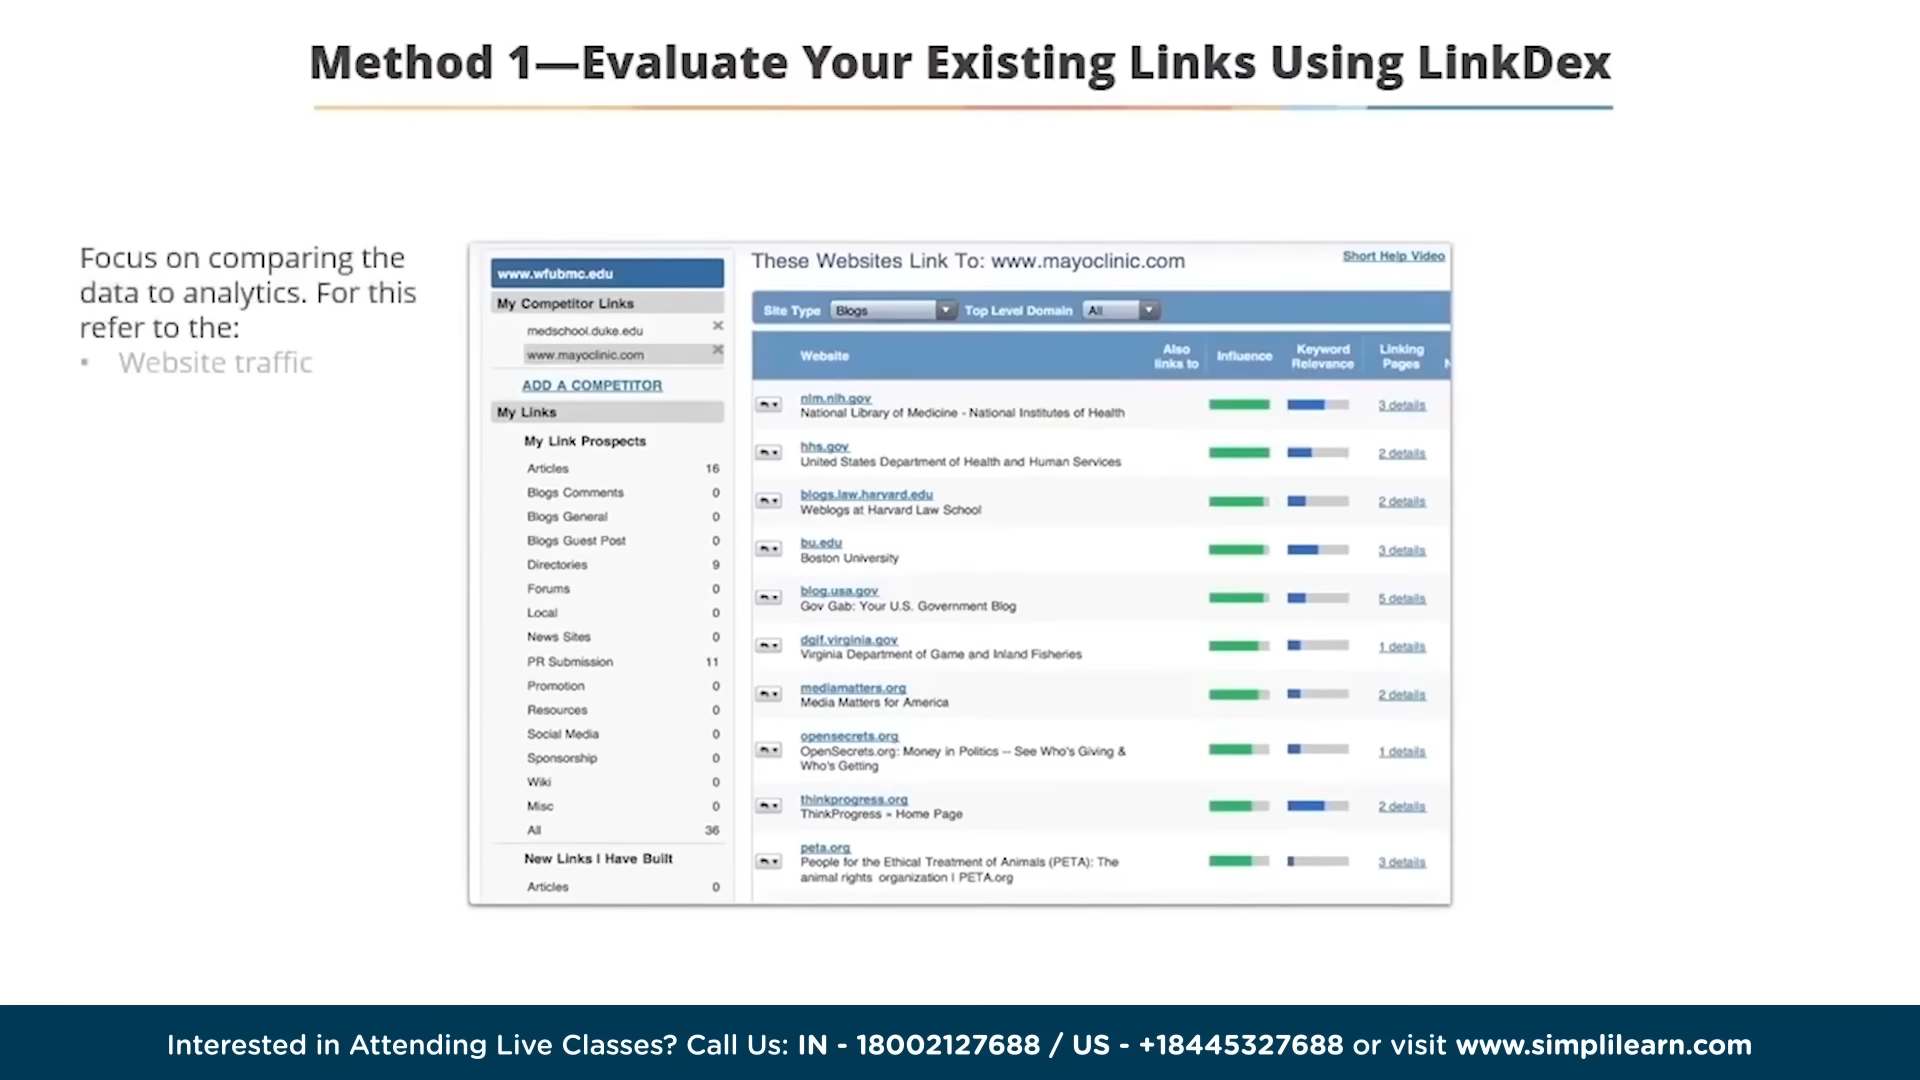 Method 1—Evaluate Your Existing Links Using LinkDex
Focus on comparing the
data to analytics. For this
refer to the:
• Website traffic
www.wfubmc.edu
My Competitor Links
medschool.duke.edu
www.mayoclinic.com
ADD A COMPETITOR
My Links
My Link Prospects
Articles 16
Blogs Comments 0
Blogs General 0
Blogs Guest Post 0
Directories 9
Forums 0
Local 0
News Sites 0
PR Submission 11
Promotion 0
Resources 0
Social Media 0
Sponsorship 0
Wiki 0
Misc 0
All 36
New Links I Have Built
Articles 0
These Websites Link To: www.mayoclinic.com
Short Help Video
Site Type Blogs Top Level Domain All
Website Also links to Influence Keyword Relevance Linking Pages N
nlm.nih.gov
National Library of Medicine - National Institutes of Health
3 details
hhs.gov
United States Department of Health and Human Services
2 details
blogs.law.harvard.edu
Weblogs at Harvard Law School
2 details
bu.edu
Boston University
3 details
blog.usa.gov
Gov Gab: Your U.S. Government Blog
5 details
dgif.virginia.gov
Virginia Department of Game and Inland Fisheries
1 details
mediamatters.org
Media Matters for America
2 details
opensecrets.org
OpenSecrets.org: Money in Politics -- See Who's Giving &
Who's Getting
1 details
thinkprogress.org
ThinkProgress » Home Page
2 details
peta.org
People for the Ethical Treatment of Animals (PETA): The
animal rights organization | PETA.org
3 details
Interested in Attending Live Classes? Call Us: IN - 18002127688 / US - +18445327688 or visit www.simplilearn.com